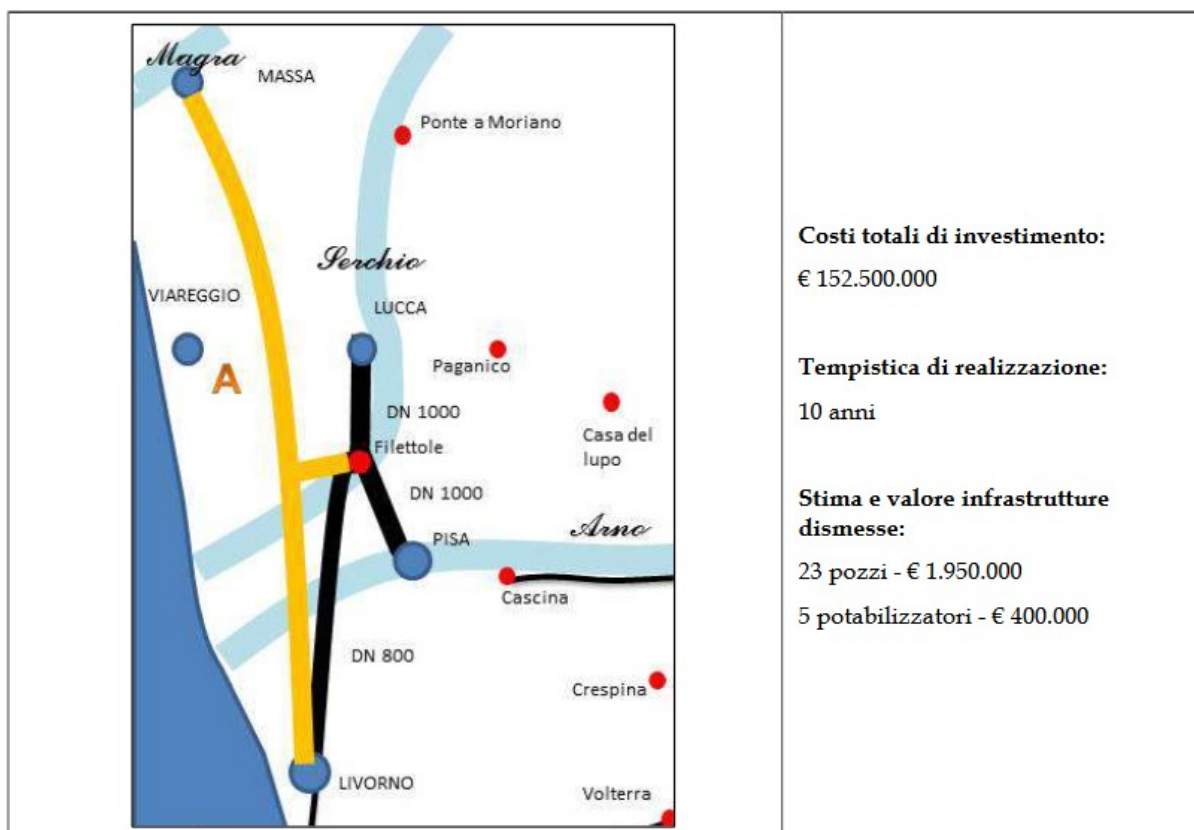 Magra
MASSA
Ponte a Moriano
Serchio
VIAREGGIO
LUCCA
A
Paganico
DN 1000
Casa del
lupo
Filettole
DN 1000
Arno
PISA
Cascina
DN 800
Crespina
LIVORNO
Volterra
Costi totali di investimento:
€ 152.500.000
Tempistica di realizzazione:
10 anni
Stima e valore infrastrutture
dismesse:
23 pozzi - € 1.950.000
5 potabilizzatori - € 400.000